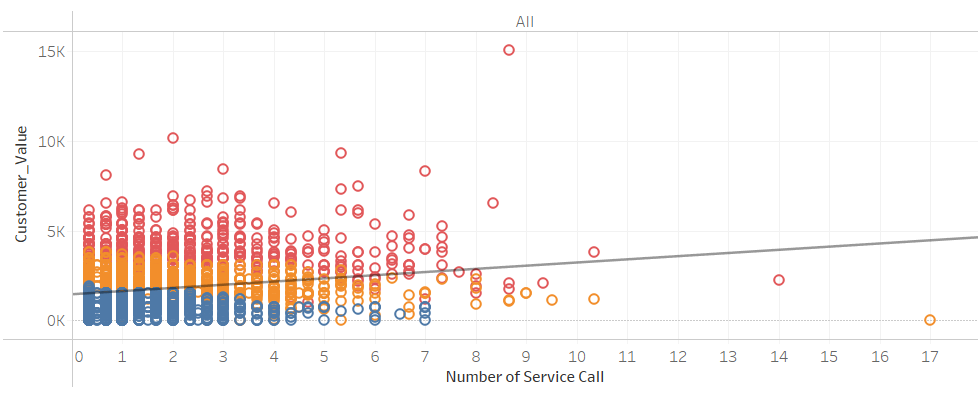 All
15K
10K
5K
0K
Customer_Value
0 1 2 3 4 5 6 7 8 9 10 11 12 13 14 15 16 17
Number of Service Call